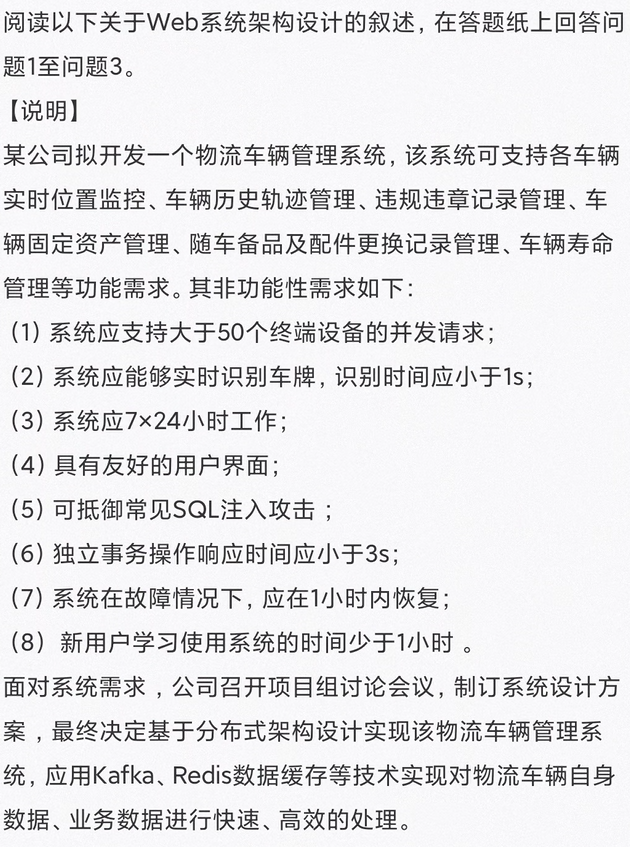 阅读以下关于Web系统架构设计的叙述，在答题纸上回答问
题1至问题3。
【说明】
某公司拟开发一个物流车辆管理系统，该系统可支持各车辆
实时位置监控、车辆历史轨迹管理、违规违章记录管理、车
辆固定资产管理、随车备品及配件更换记录管理、车辆寿命
管理等功能需求。其非功能性需求如下：
（1）系统应支持大于50个终端设备的并发请求；
（2）系统应能够实时识别车牌，识别时间应小于1s；
（3）系统应7×24小时工作；
（4）具有友好的用户界面；
（5）可抵御常见SQL注入攻击 ；
（6）独立事务操作响应时间应小于3s；
（7）系统在故障情况下，应在1小时内恢复；
（8） 新用户学习使用系统的时间少于1小时 。
面对系统需求 ，公司召开项目组讨论会议，制订系统设计方
案 ，最终决定基于分布式架构设计实现该物流车辆管理系
统，应用Kafka、Redis数据缓存等技术实现对物流车辆自身
数据、业务数据进行快速、高效的处理。